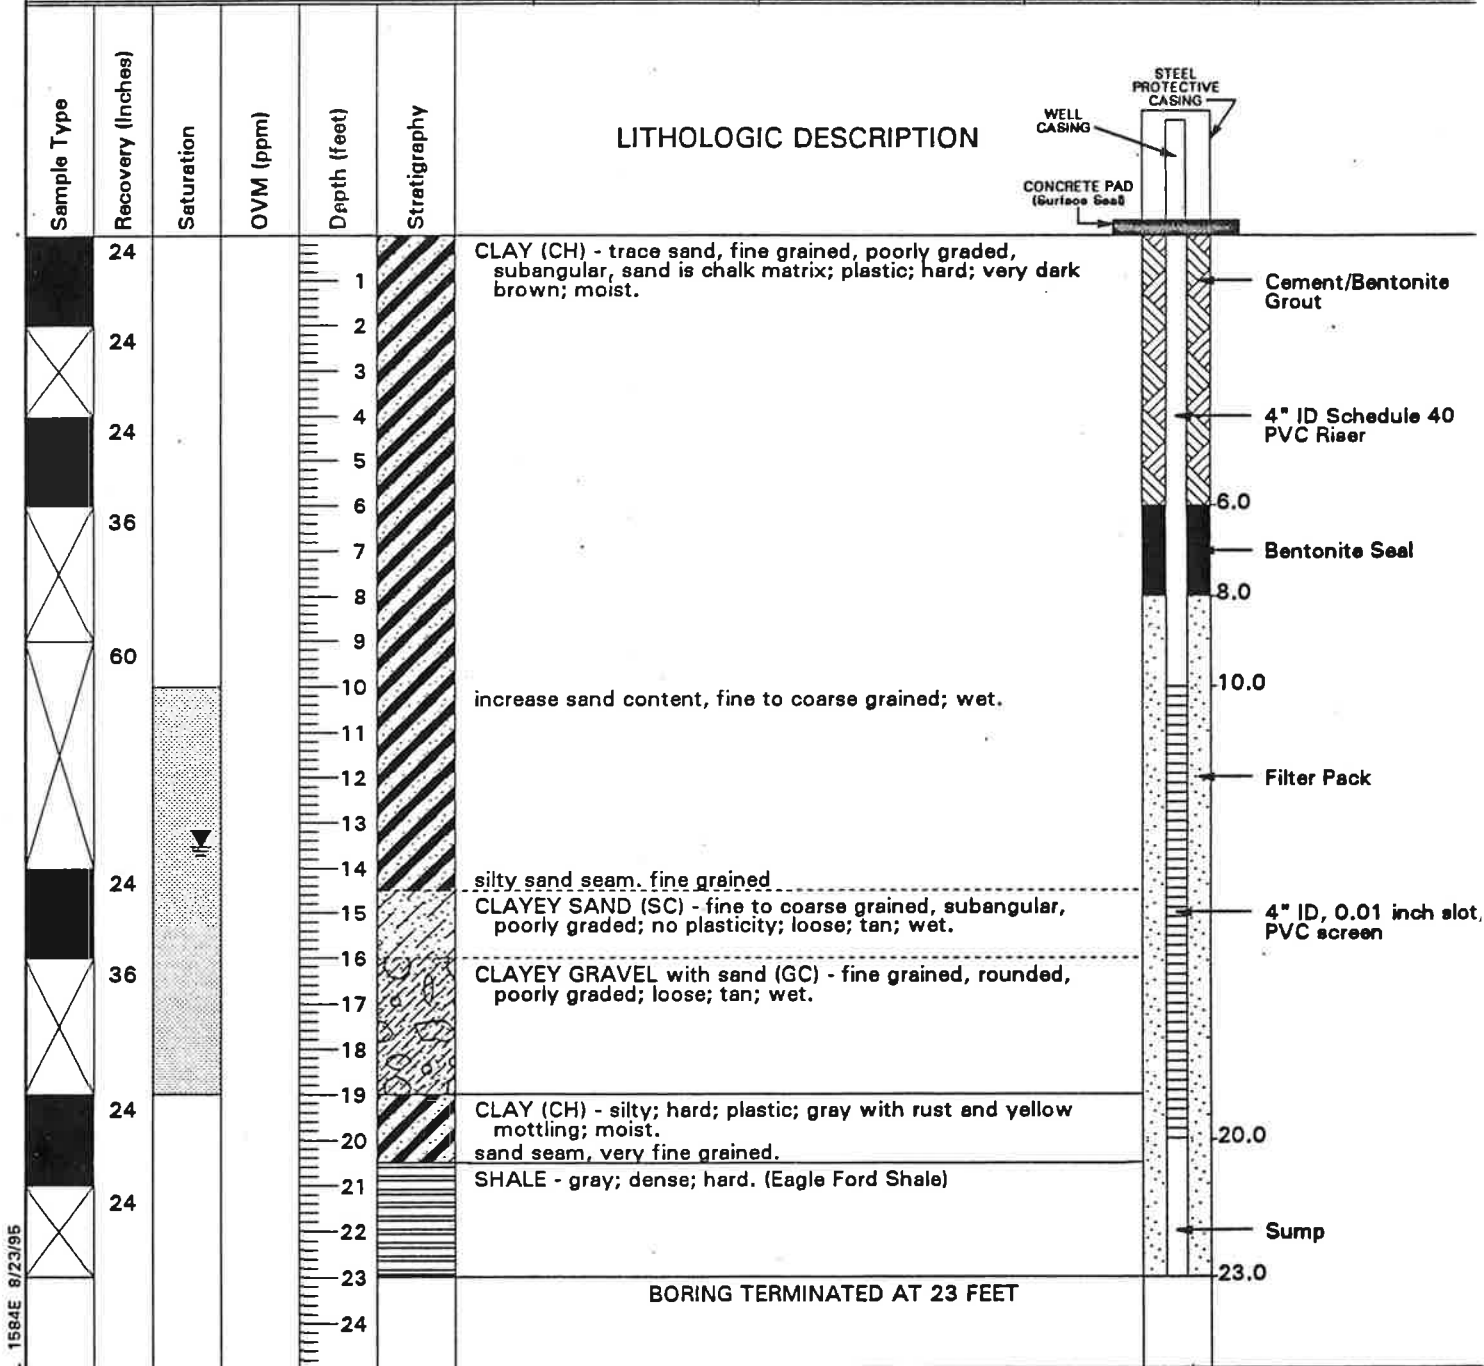 Sample Type
Recovery (Inches)
Saturation
OVM (ppm)
Depth (feet)
Stratigraphy
LITHOLOGIC DESCRIPTION
STEEL
PROTECTIVE
CASING
WELL
CASING
CONCRETE PAD
(Surface Seal)
24
24
24
36
60
24
36
24
24
1
2
3
4
5
6
7
8
9
10
11
12
13
14
15
16
17
18
19
20
21
22
23
24
CLAY (CH) - trace sand, fine grained, poorly graded,
subangular, sand is chalk matrix; plastic; hard; very dark
brown; moist.
increase sand content, fine to coarse grained; wet.
silty sand seam. fine grained
CLAYEY SAND (SC) - fine to coarse grained, subangular,
poorly graded; no plasticity; loose; tan; wet.
CLAYEY GRAVEL with sand (GC) - fine grained, rounded,
poorly graded; loose; tan; wet.
CLAY (CH) - silty; hard; plastic; gray with rust and yellow
mottling; moist.
sand seam, very fine grained.
SHALE - gray; dense; hard. (Eagle Ford Shale)
BORING TERMINATED AT 23 FEET
Cement/Bentonite
Grout
4" ID Schedule 40
PVC Riser
6.0
Bentonite Seal
8.0
10.0
Filter Pack
4" ID, 0.01 inch slot,
PVC screen
20.0
Sump
23.0
1584E 8/23/95